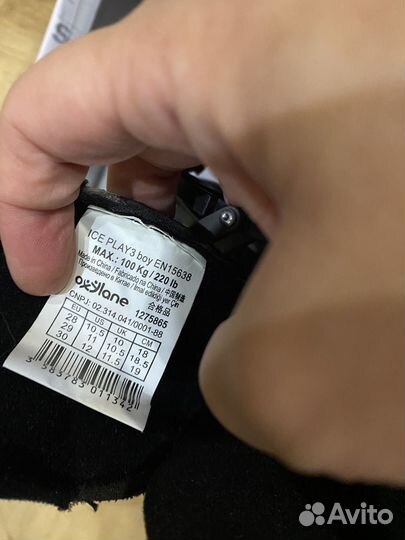 S
ICE PLAY3 boy EN15638
MAX.: 100 Kg / 220 lb
Made in China / Fabricado na China / 中国制造
Произведено в Китае / Imal edildiği yer Çin
oxylane
1275865
合格品
CNPJ: 02.314.041/0001-88
EU US UK CM
28 10.5 10 18
29 11 10.5 18.5
30 12 11.5 19
3 583783 011342
Avito